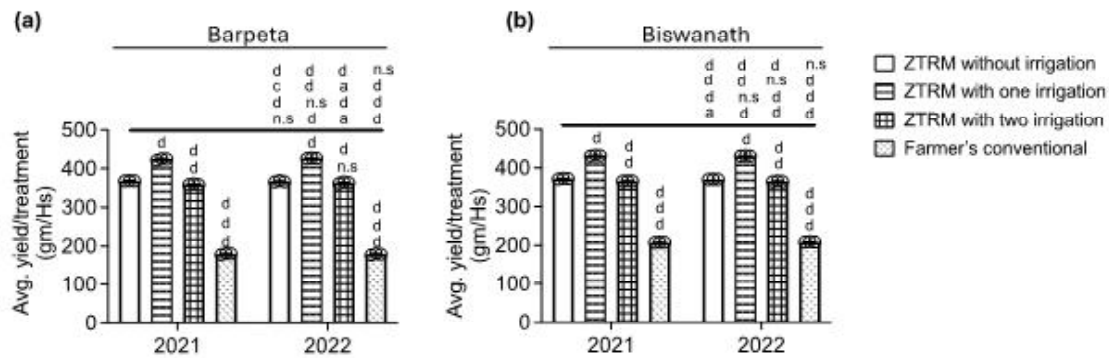 (a)
Barpeta
d d d n.s
c d a d
d n.s d d
n.s d a d
500
400
300
200
100
0
Avg. yield/treatment
(gm/Hs)
d
d
d
d
d
d
d
d
n.s
d
d
d
2021 2022
(b)
Biswanath
d d d n.s
d d n.s d
d n.s d d
a d d d
500
400
300
200
100
0
Avg. yield/treatment
(gm/Hs)
d
d
d
d
d
d
d
d
d
d
d
d
2021 2022
ZTRM without irrigation
ZTRM with one irrigation
ZTRM with two irrigation
Farmer's conventional